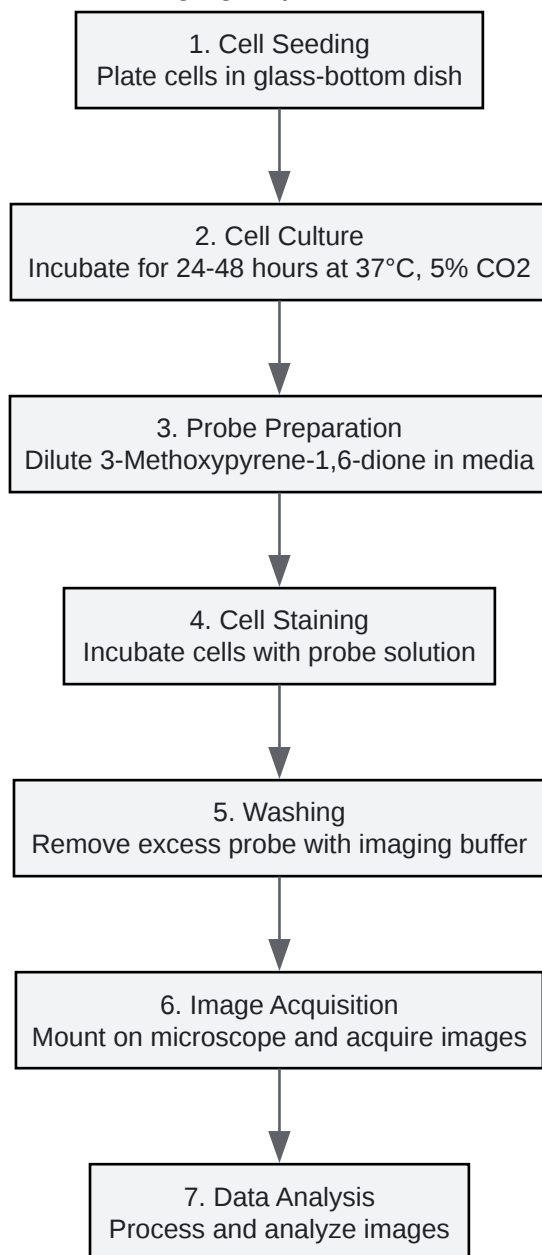 1. Cell Seeding
Plate cells in glass-bottom dish
2. Cell Culture
Incubate for 24-48 hours at 37°C, 5% CO2
3. Probe Preparation
Dilute 3-Methoxypyrene-1,6-dione in media
4. Cell Staining
Incubate cells with probe solution
5. Washing
Remove excess probe with imaging buffer
6. Image Acquisition
Mount on microscope and acquire images
7. Data Analysis
Process and analyze images